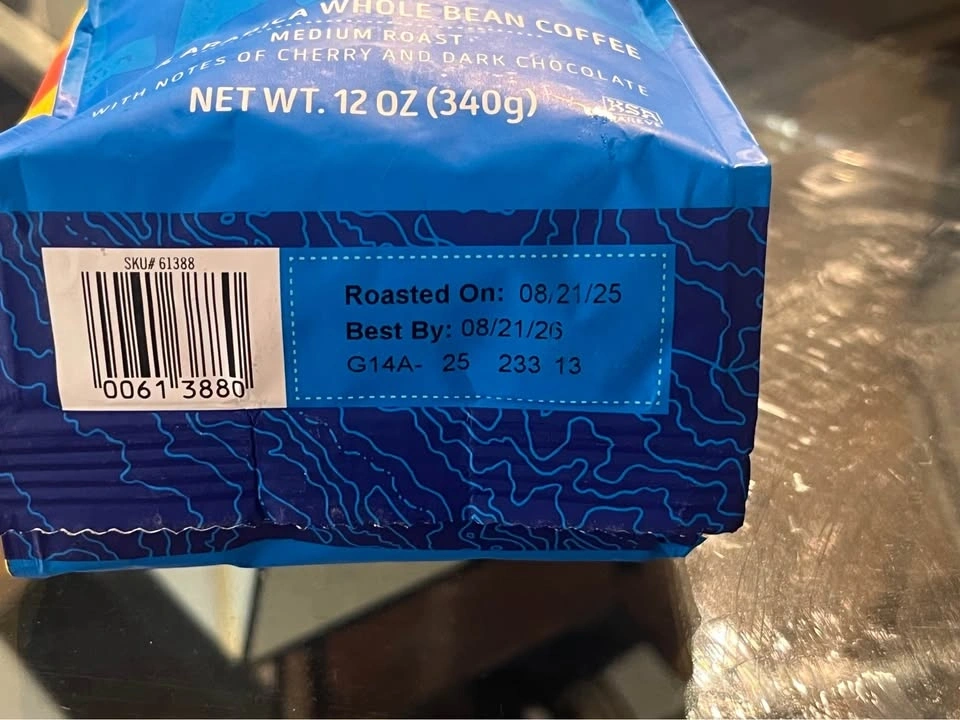 ARABICA WHOLE BEAN COFFEE
MEDIUM ROAST
WITH NOTES OF CHERRY AND DARK CHOCOLATE
NET WT. 12 OZ (340g)
SKU# 61388
0061 3880
Roasted On: 08/21/25
Best By: 08/21/26
G14A- 25 233 13